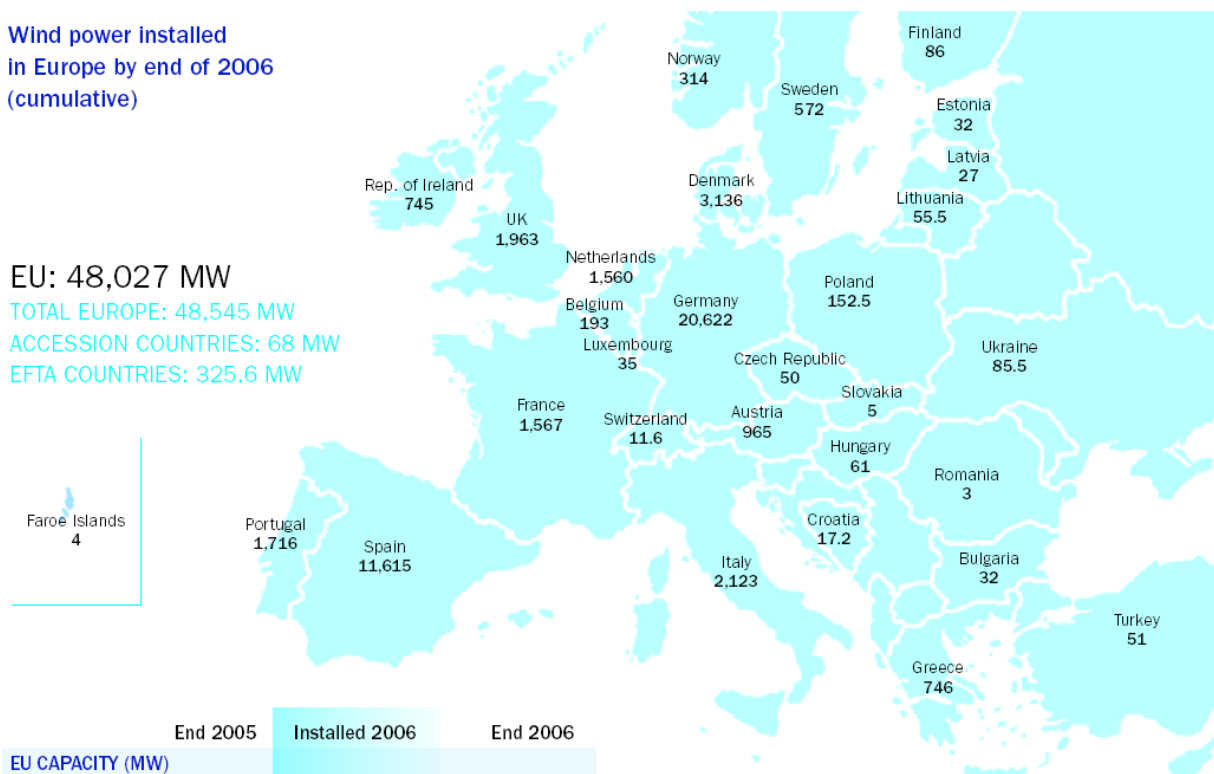 Wind power installed
in Europe by end of 2006
(cumulative)
Finland
86
Norway
314
Sweden
572
Estonia
32
Latvia
27
Rep. of Ireland
745
Denmark
3,136
Lithuania
55.5
UK
1,963
Netherlands
1,560
EU: 48,027 MW
TOTAL EUROPE: 48,545 MW
ACCESSION COUNTRIES: 68 MW
EFTA COUNTRIES: 325.6 MW
Belgium
193
Germany
20,622
Poland
152.5
Luxembourg
35
Czech Republic
50
Ukraine
85.5
Slovakia
5
France
1,567
Switzerland
11.6
Austria
965
Hungary
61
Romania
3
Faroe Islands
4
Portugal
1,716
Spain
11,615
Croatia
17.2
Italy
2,123
Bulgaria
32
Turkey
51
Greece
746
End 2005 Installed 2006 End 2006
EU CAPACITY (MW)